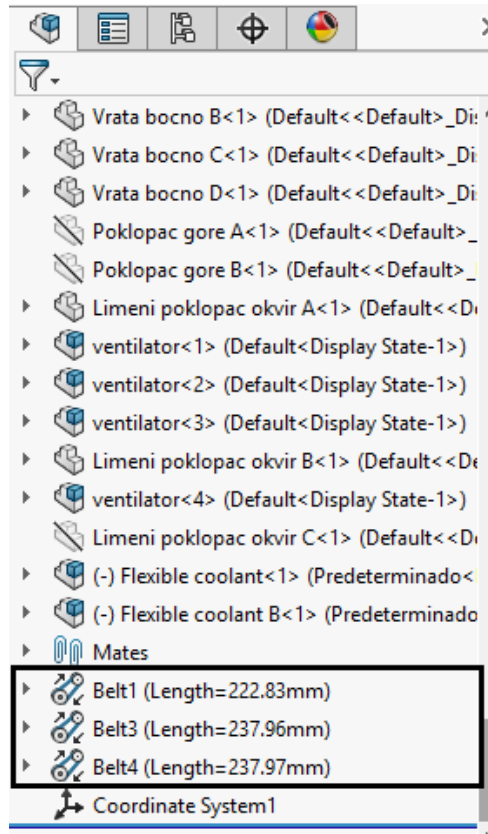 Vrata bocno B<1> (Default<<Default>_Di
Vrata bocno C<1> (Default<<Default>_Di
Vrata bocno D<1> (Default<<Default>_Di
Poklopac gore A<1> (Default<<Default>_
Poklopac gore B<1> (Default<<Default>_
Limeni poklopac okvir A<1> (Default<<D
ventilator<1> (Default<Display State-1>)
ventilator<2> (Default<Display State-1>)
ventilator<3> (Default<Display State-1>)
Limeni poklopac okvir B<1> (Default<<De
ventilator<4> (Default<Display State-1>)
Limeni poklopac okvir C<1> (Default<<D
(-) Flexible coolant<1> (Predeterminado<
(-) Flexible coolant B<1> (Predeterminado
Mates
Belt1 (Length=222.83mm)
Belt3 (Length=237.96mm)
Belt4 (Length=237.97mm)
Coordinate System1